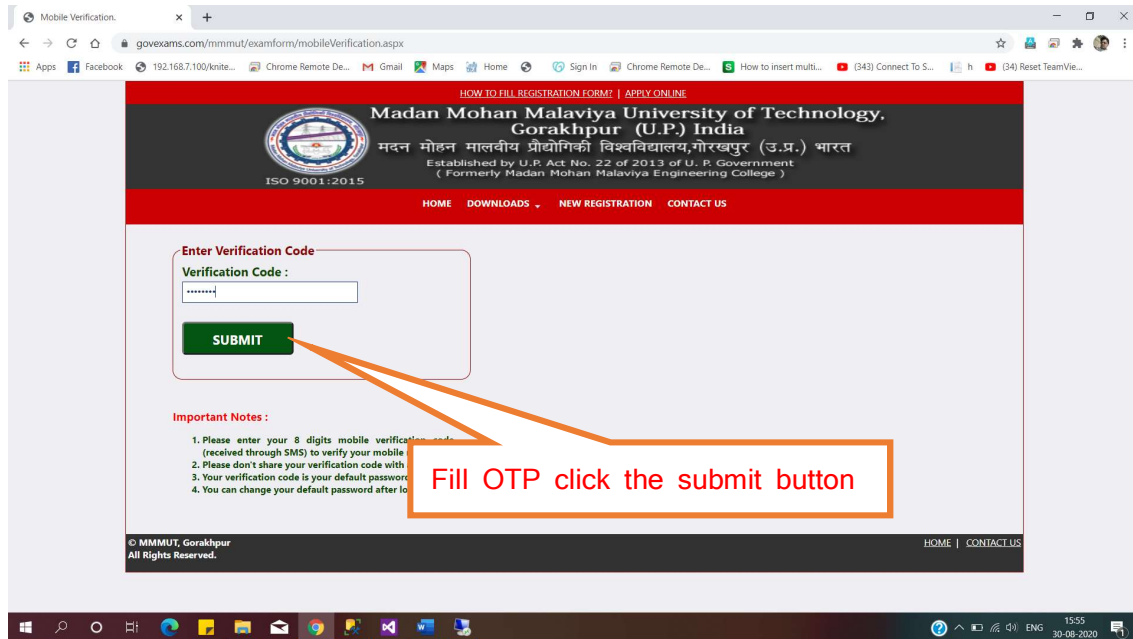 Mobile Verification.
govexams.com/mmmut/examform/mobileVerification.aspx
Apps Facebook 192.168.7.100/knite... Chrome Remote De... Gmail Maps Home Sign In Chrome Remote De... How to insert multi... (343) Connect To S... h (34) Reset TeamVie...
HOW TO FILL REGISTRATION FORM? | APPLY ONLINE
Madan Mohan Malaviya University of Technology,
Gorakhpur (U.P.) India
मदन मोहन मालवीय प्रौद्योगिकी विश्वविद्यालय,गोरखपुर (उ.प्र.) भारत
Established by U.P. Act No. 22 of 2013 of U. P. Government
( Formerly Madan Mohan Malaviya Engineering College )
ISO 9001:2015
HOME DOWNLOADS NEW REGISTRATION CONTACT US
Enter Verification Code
Verification Code :
SUBMIT
Important Notes :
1. Please enter your 8 digits mobile verification code
(received through SMS) to verify your mobile
2. Please don't share your verification code with
3. Your verification code is your default password
4. You can change your default password after lo
Fill OTP click the submit button
© MMMUT, Gorakhpur
All Rights Reserved.
HOME | CONTACT US
ENG
15:55
30-08-2020